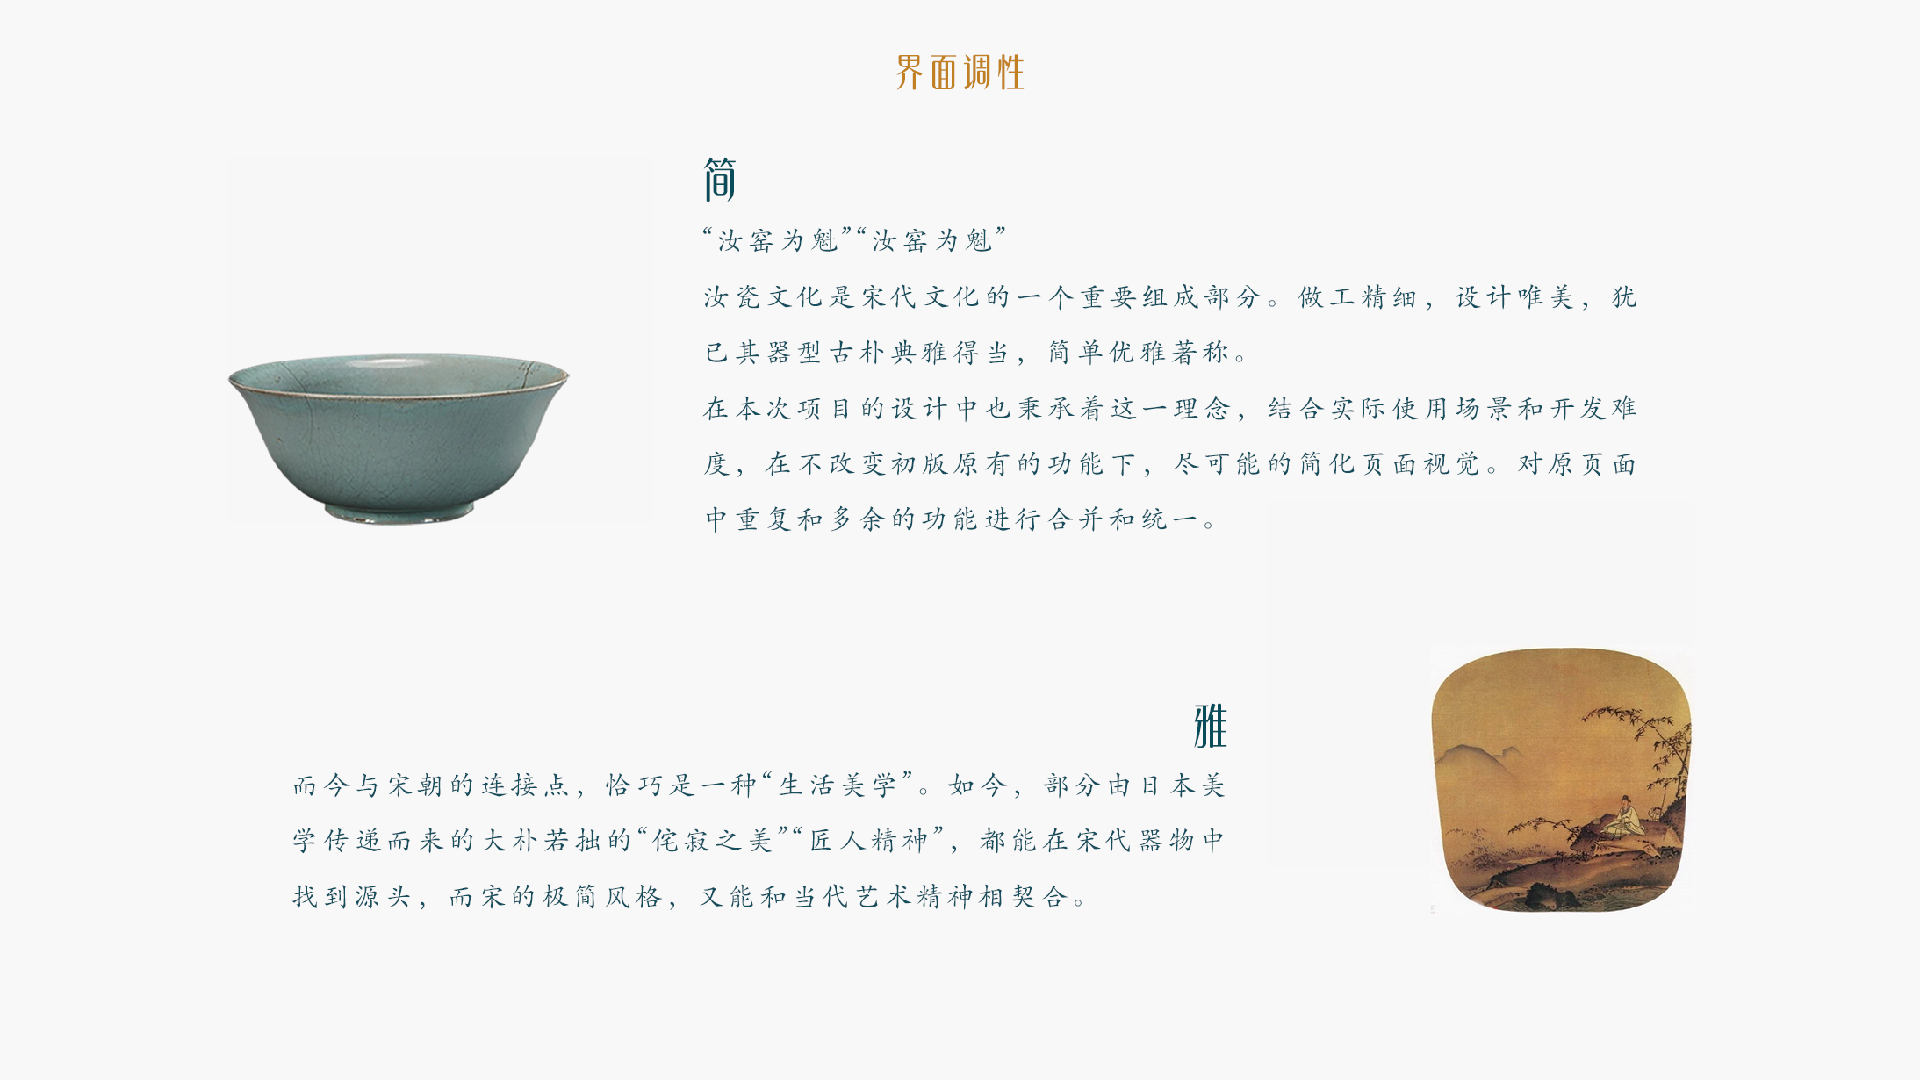 界面调性
简
“汝窑为魁”“汝窑为魁”
汝瓷文化是宋代文化的一个重要组成部分。做工精细，设计唯美，犹
已其器型古朴典雅得当，简单优雅著称。
在本次项目的设计中也秉承着这一理念，结合实际使用场景和开发难
度，在不改变初版原有的功能下，尽可能的简化页面视觉。对原页面
中重复和多余的功能进行合并和统一。
雅
而今与宋朝的连接点，恰巧是一种“生活美学”。如今，部分由日本美
学传递而来的大朴若拙的“侘寂之美”“匠人精神”，都能在宋代器物中
找到源头，而宋的极简风格，又能和当代艺术精神相契合。